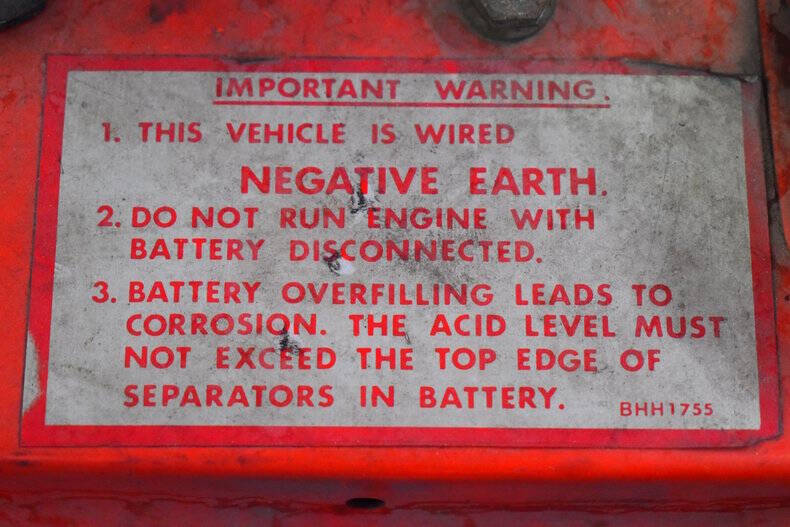 IMPORTANT WARNING.
1. THIS VEHICLE IS WIRED
NEGATIVE EARTH.
2. DO NOT RUN ENGINE WITH
BATTERY DISCONNECTED.
3. BATTERY OVERFILLING LEADS TO
CORROSION. THE ACID LEVEL MUST
NOT EXCEED THE TOP EDGE OF
SEPARATORS IN BATTERY.
BHH1755